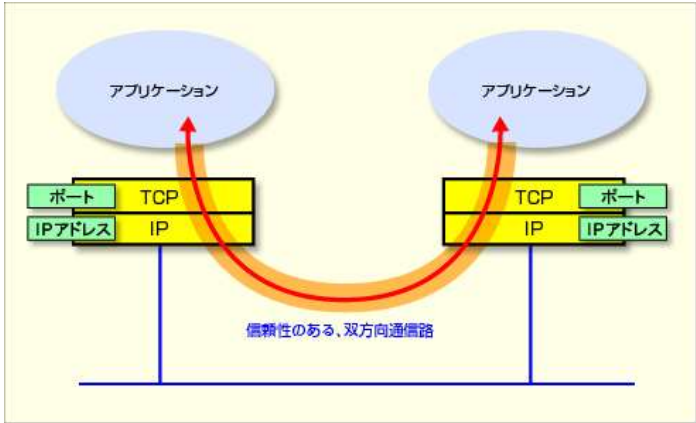 アプリケーション
アプリケーション
ポート
TCP
TCP
ポート
IPアドレス
IP
IP
IPアドレス
信頼性のある、双方向通信路